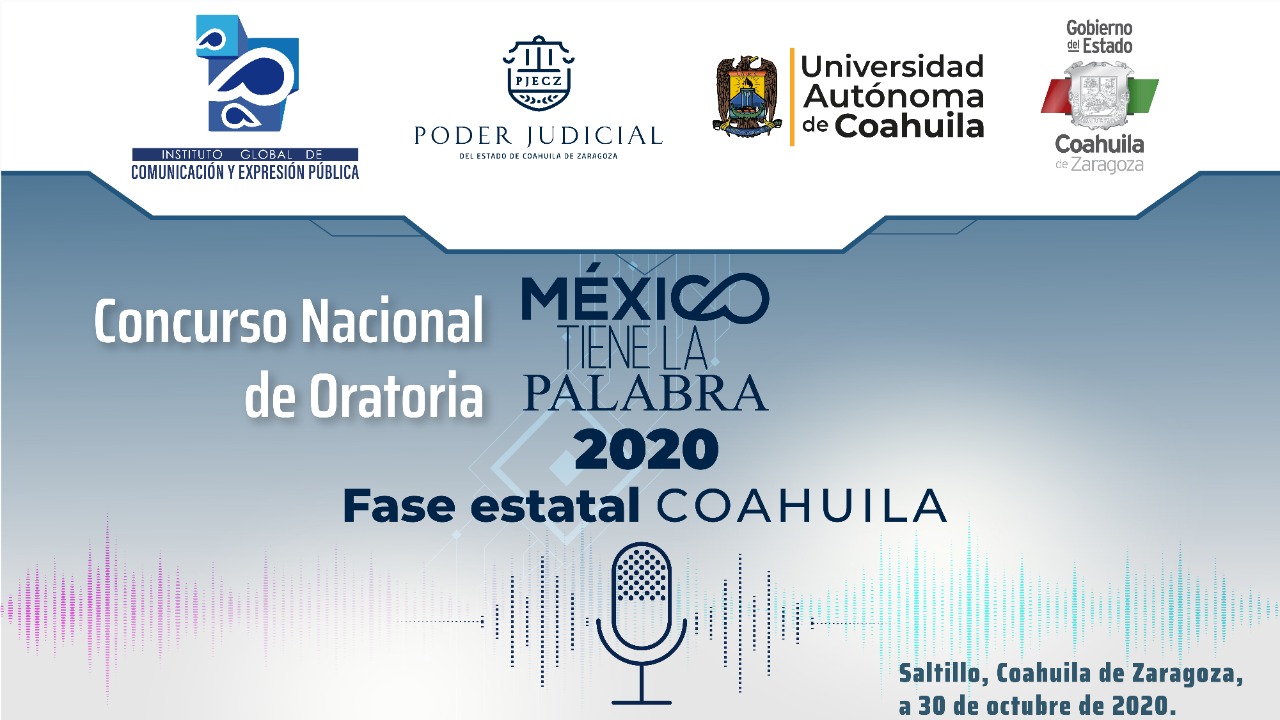 INSTITUTO GLOBAL DE
COMUNICACIÓN Y EXPRESIÓN PÚBLICA
PJECZ
PODER JUDICIAL
DEL ESTADO DE COAHUILA DE ZARAGOZA
Universidad
Autónoma
de Coahuila
Gobierno
del Estado
Coahuila
de Zaragoza
Concurso Nacional
de Oratoria
MÉXICO
TIENE LA
PALABRA
2020
Fase estatal COAHUILA
Saltillo, Coahuila de Zaragoza,
a 30 de octubre de 2020.